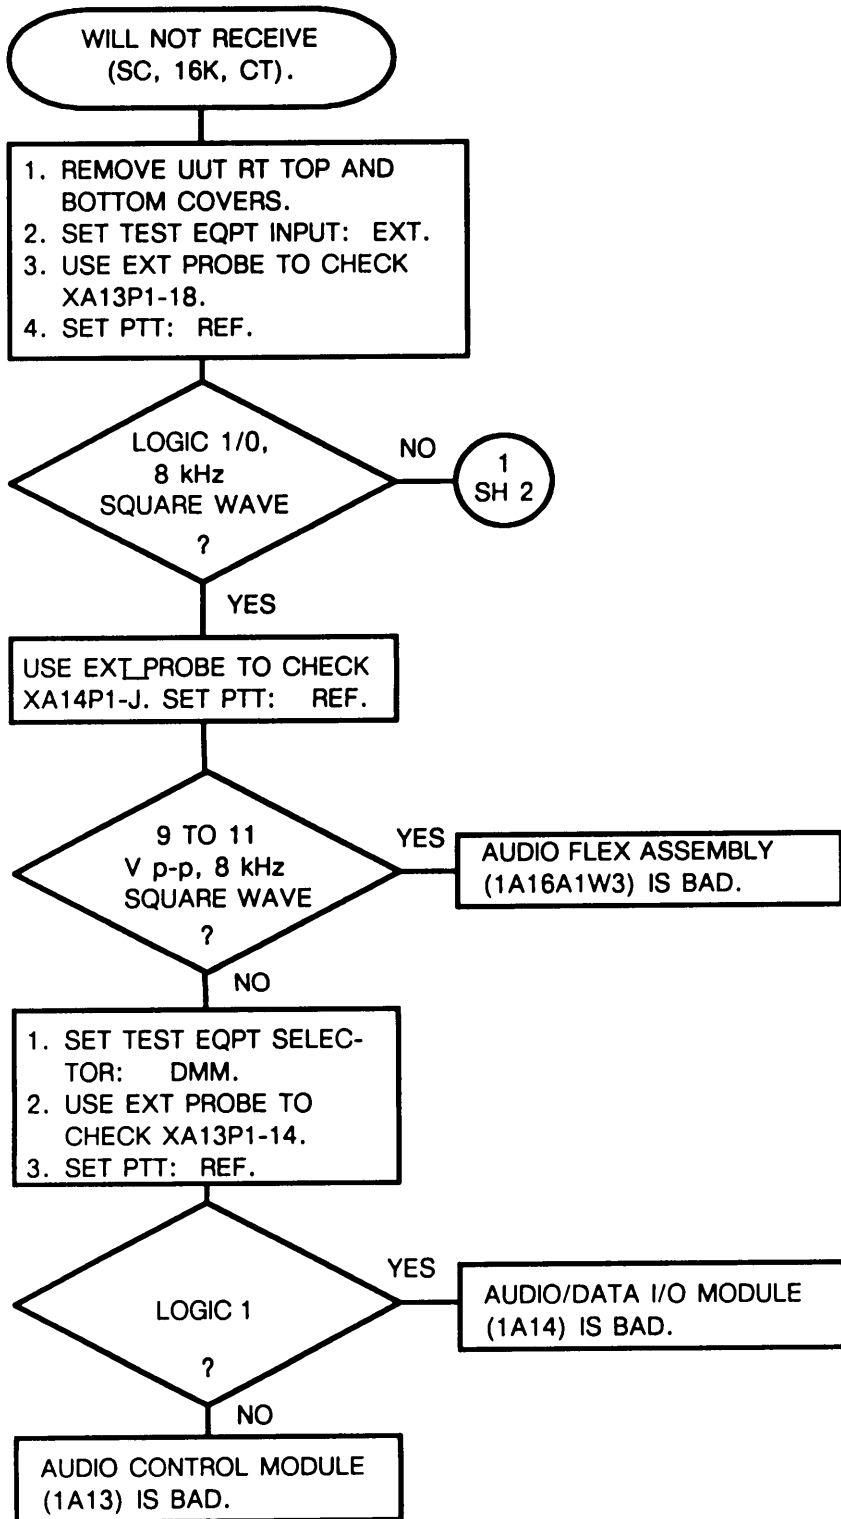 WILL NOT RECEIVE
(SC, 16K, CT).
1. REMOVE UUT RT TOP AND
BOTTOM COVERS.
2. SET TEST EQPT INPUT: EXT.
3. USE EXT PROBE TO CHECK
XA13P1-18.
4. SET PTT: REF.
LOGIC 1/0,
8 kHz
SQUARE WAVE
?
NO
1
SH 2
YES
USE EXT PROBE TO CHECK
XA14P1-J. SET PTT: REF.
9 TO 11
V p-p, 8 kHz
SQUARE WAVE
?
YES
AUDIO FLEX ASSEMBLY
(1A16A1W3) IS BAD.
NO
1. SET TEST EQPT SELEC-
TOR: DMM.
2. USE EXT PROBE TO
CHECK XA13P1-14.
3. SET PTT: REF.
LOGIC 1
?
YES
AUDIO/DATA I/O MODULE
(1A14) IS BAD.
NO
AUDIO CONTROL MODULE
(1A13) IS BAD.